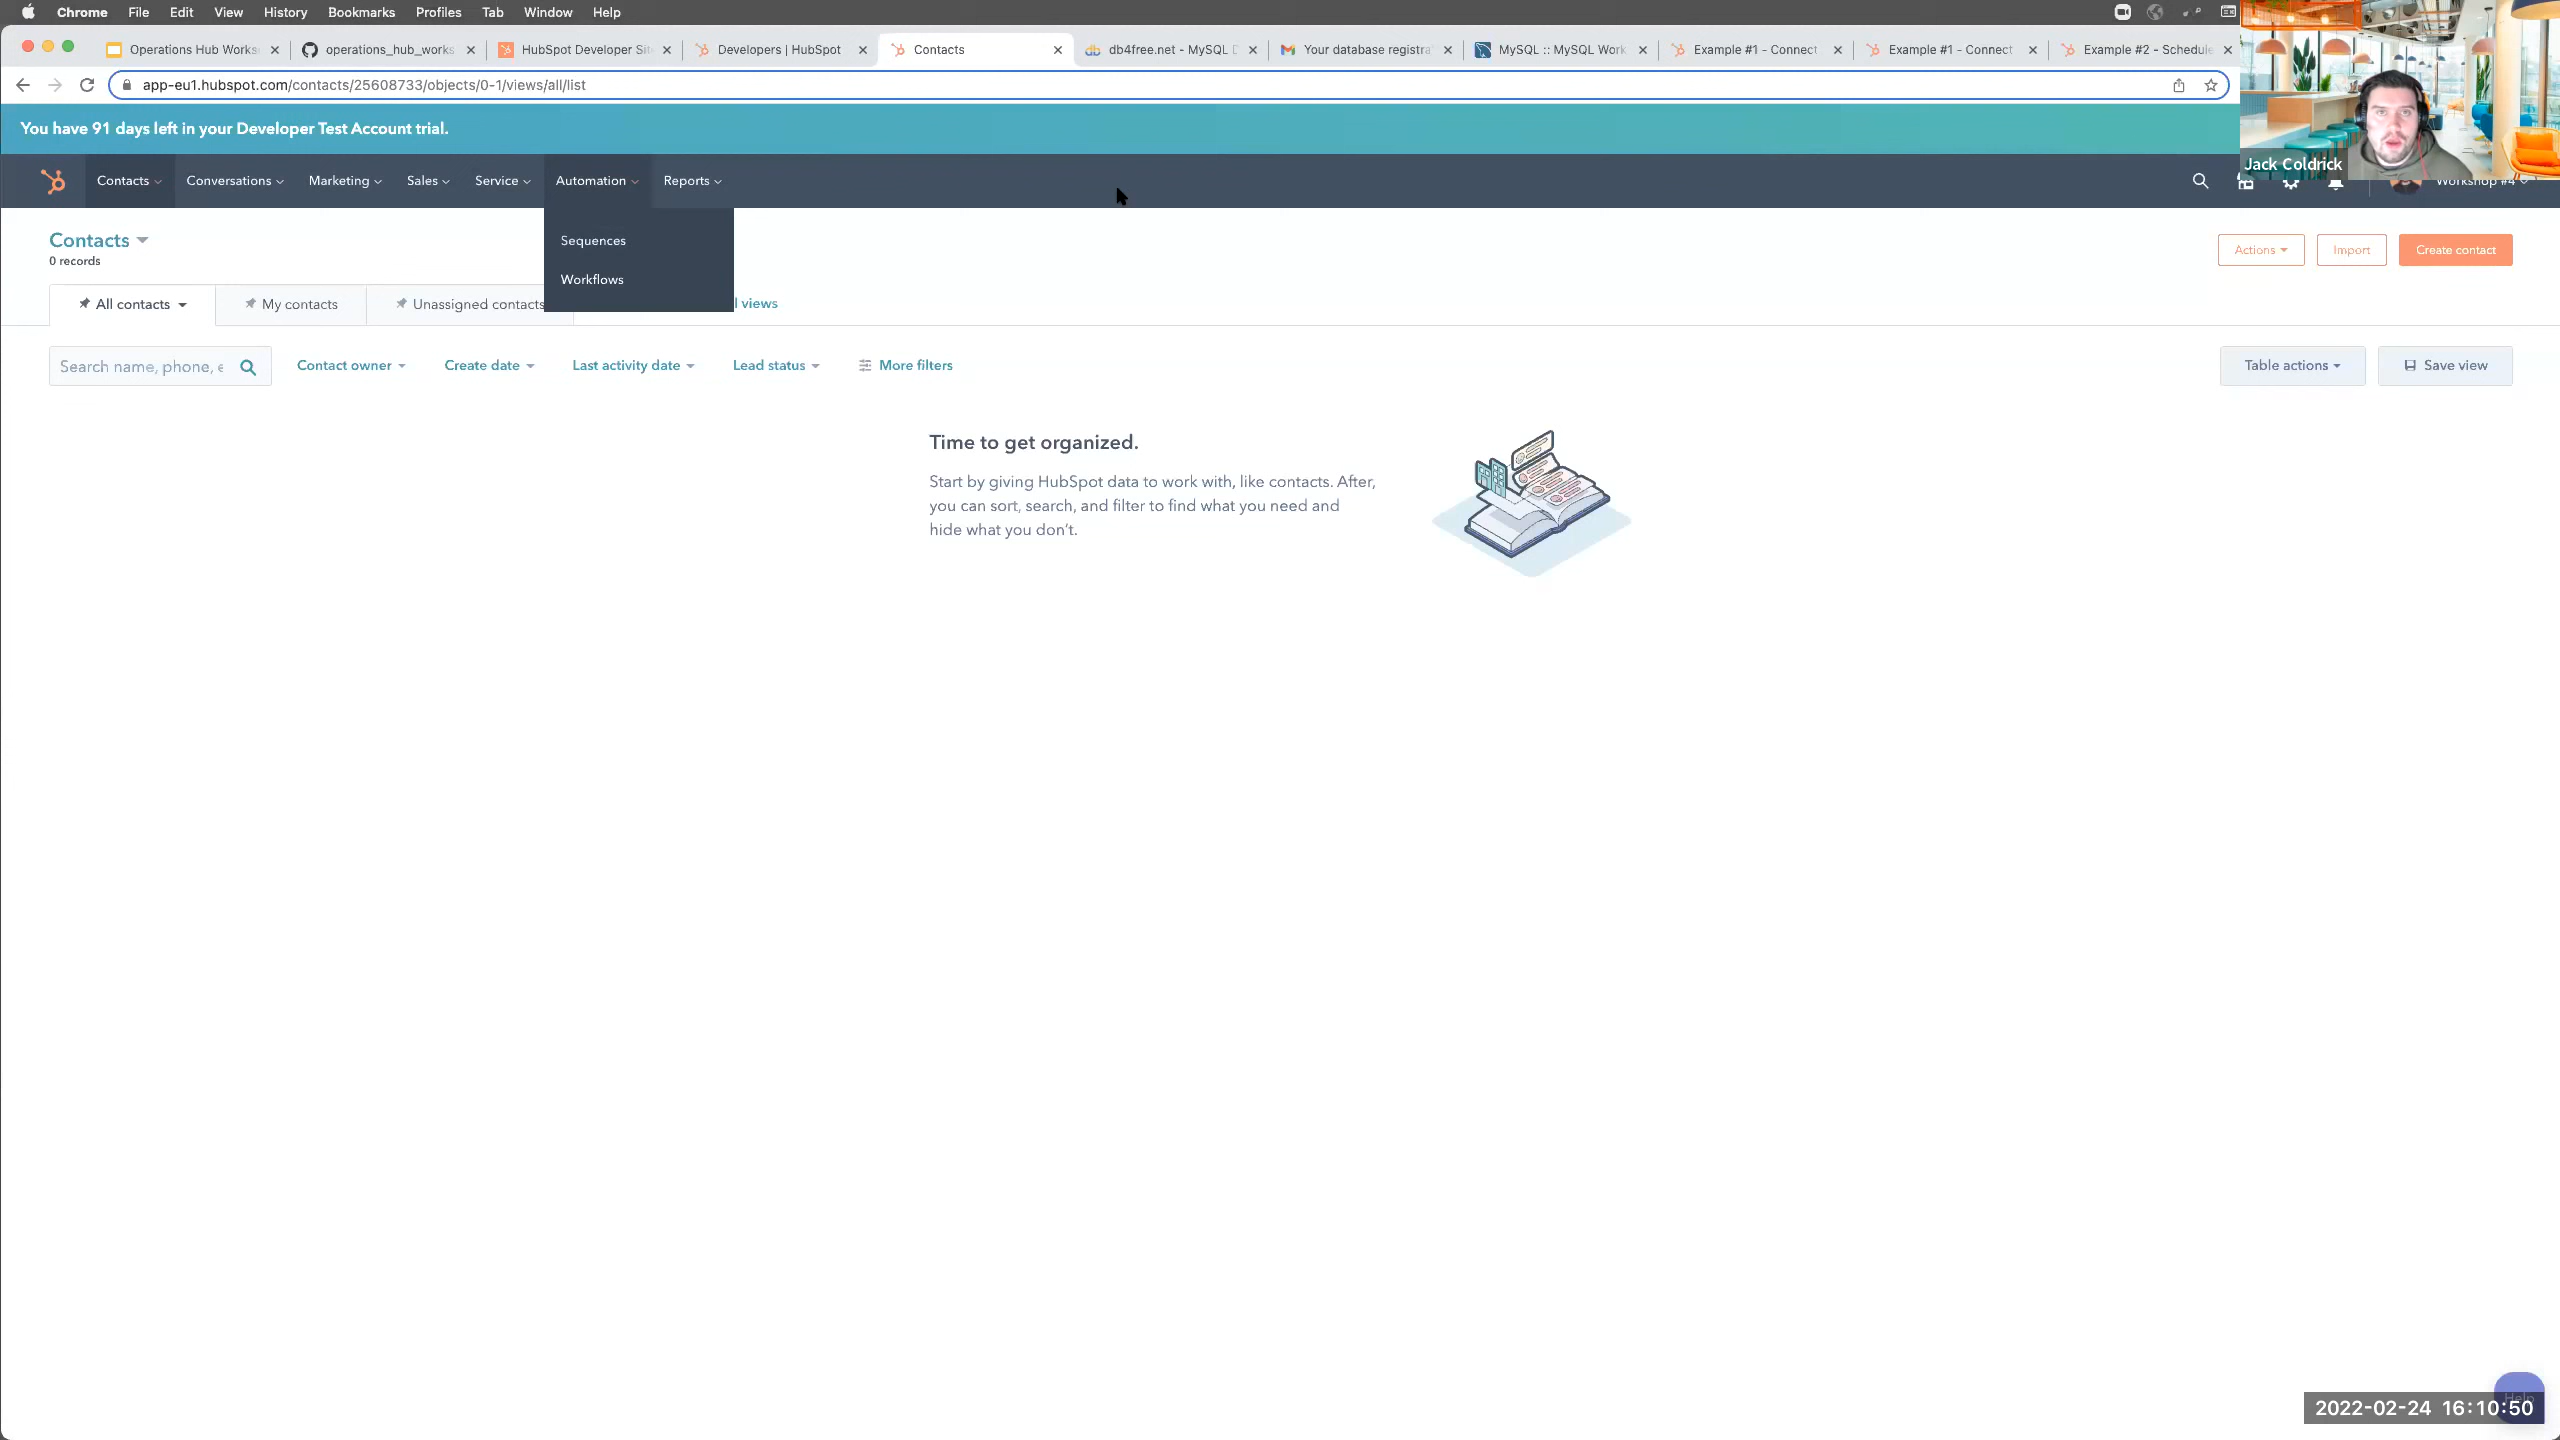 Chrome File Edit View History Bookmarks Profiles Tab Window Help
Operations Hub Works operations_hub_works HubSpot Developer Sit Developers | HubSpot Contacts db4free.net - MySQL D Your database registra MySQL :: MySQL Work Example #1 - Connect Example #1 - Connect Example #2 - Schedule
app-eu1.hubspot.com/contacts/25608733/objects/0-1/views/all/list
You have 91 days left in your Developer Test Account trial.
Jack Coldrick
Contacts Conversations Marketing Sales Service Automation Reports Workshop #4
Sequences
Workflows
Contacts
0 records
Actions Import Create contact
All contacts My contacts Unassigned contacts l views
Search name, phone, e Contact owner Create date Last activity date Lead status More filters Table actions Save view
Time to get organized.
Start by giving HubSpot data to work with, like contacts. After,
you can sort, search, and filter to find what you need and
hide what you don't.
Help
2022-02-24 16:10:50